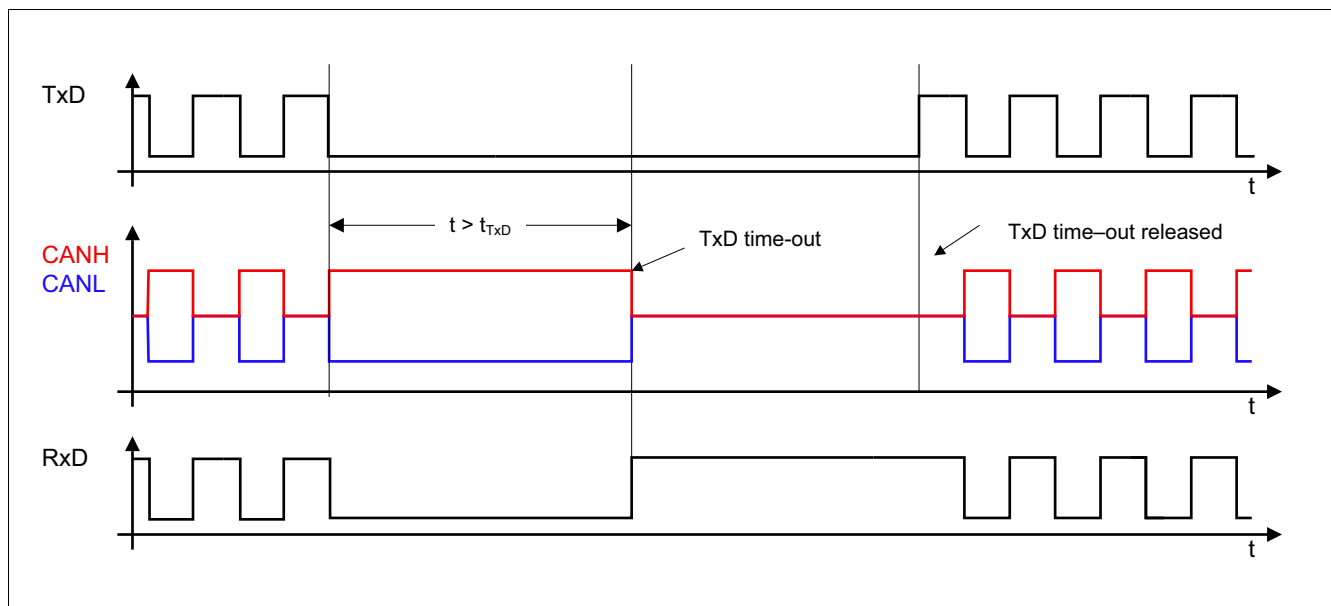 TxD
t
t > tTxD
TxD time-out
TxD time–out released
CANH
CANL
t
RxD
t